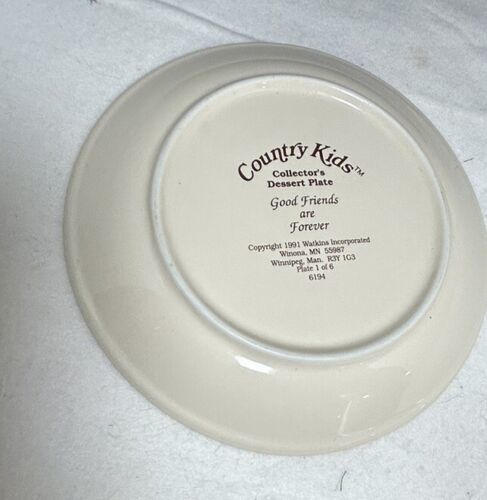 Country Kids™
Collector's
Dessert Plate
Good Friends
are
Forever
Copyright 1991 Watkins Incorporated
Winona, MN 55987
Winnipeg, Man. R3Y 1G3
Plate 1 of 6
6194